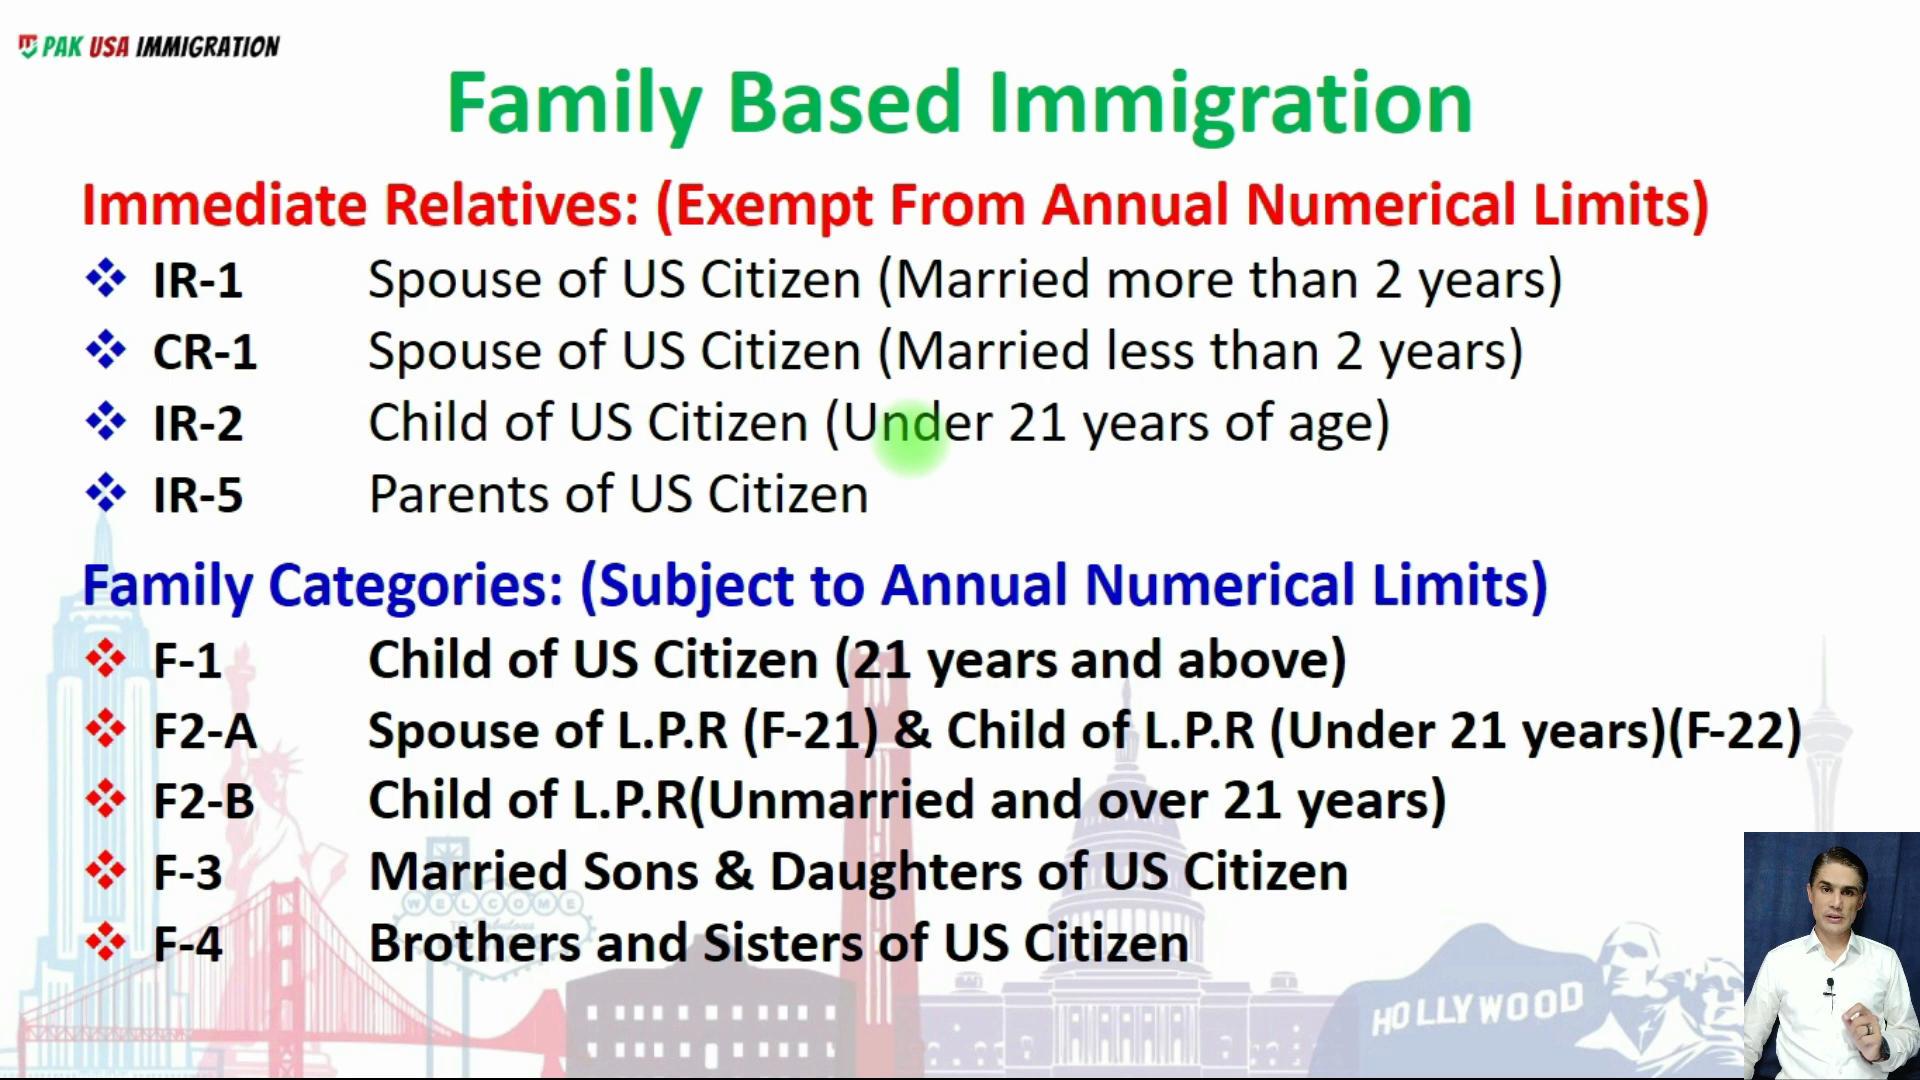 PAK USA IMMIGRATION
Family Based Immigration
Immediate Relatives: (Exempt From Annual Numerical Limits)
IR-1 Spouse of US Citizen (Married more than 2 years)
CR-1 Spouse of US Citizen (Married less than 2 years)
IR-2 Child of US Citizen (Under 21 years of age)
IR-5 Parents of US Citizen
Family Categories: (Subject to Annual Numerical Limits)
F-1 Child of US Citizen (21 years and above)
F2-A Spouse of L.P.R (F-21) & Child of L.P.R (Under 21 years)(F-22)
F2-B Child of L.P.R(Unmarried and over 21 years)
F-3 Married Sons & Daughters of US Citizen
WELCOME
F-4 Brothers and Sisters of US Citizen
HOLLYWOOD